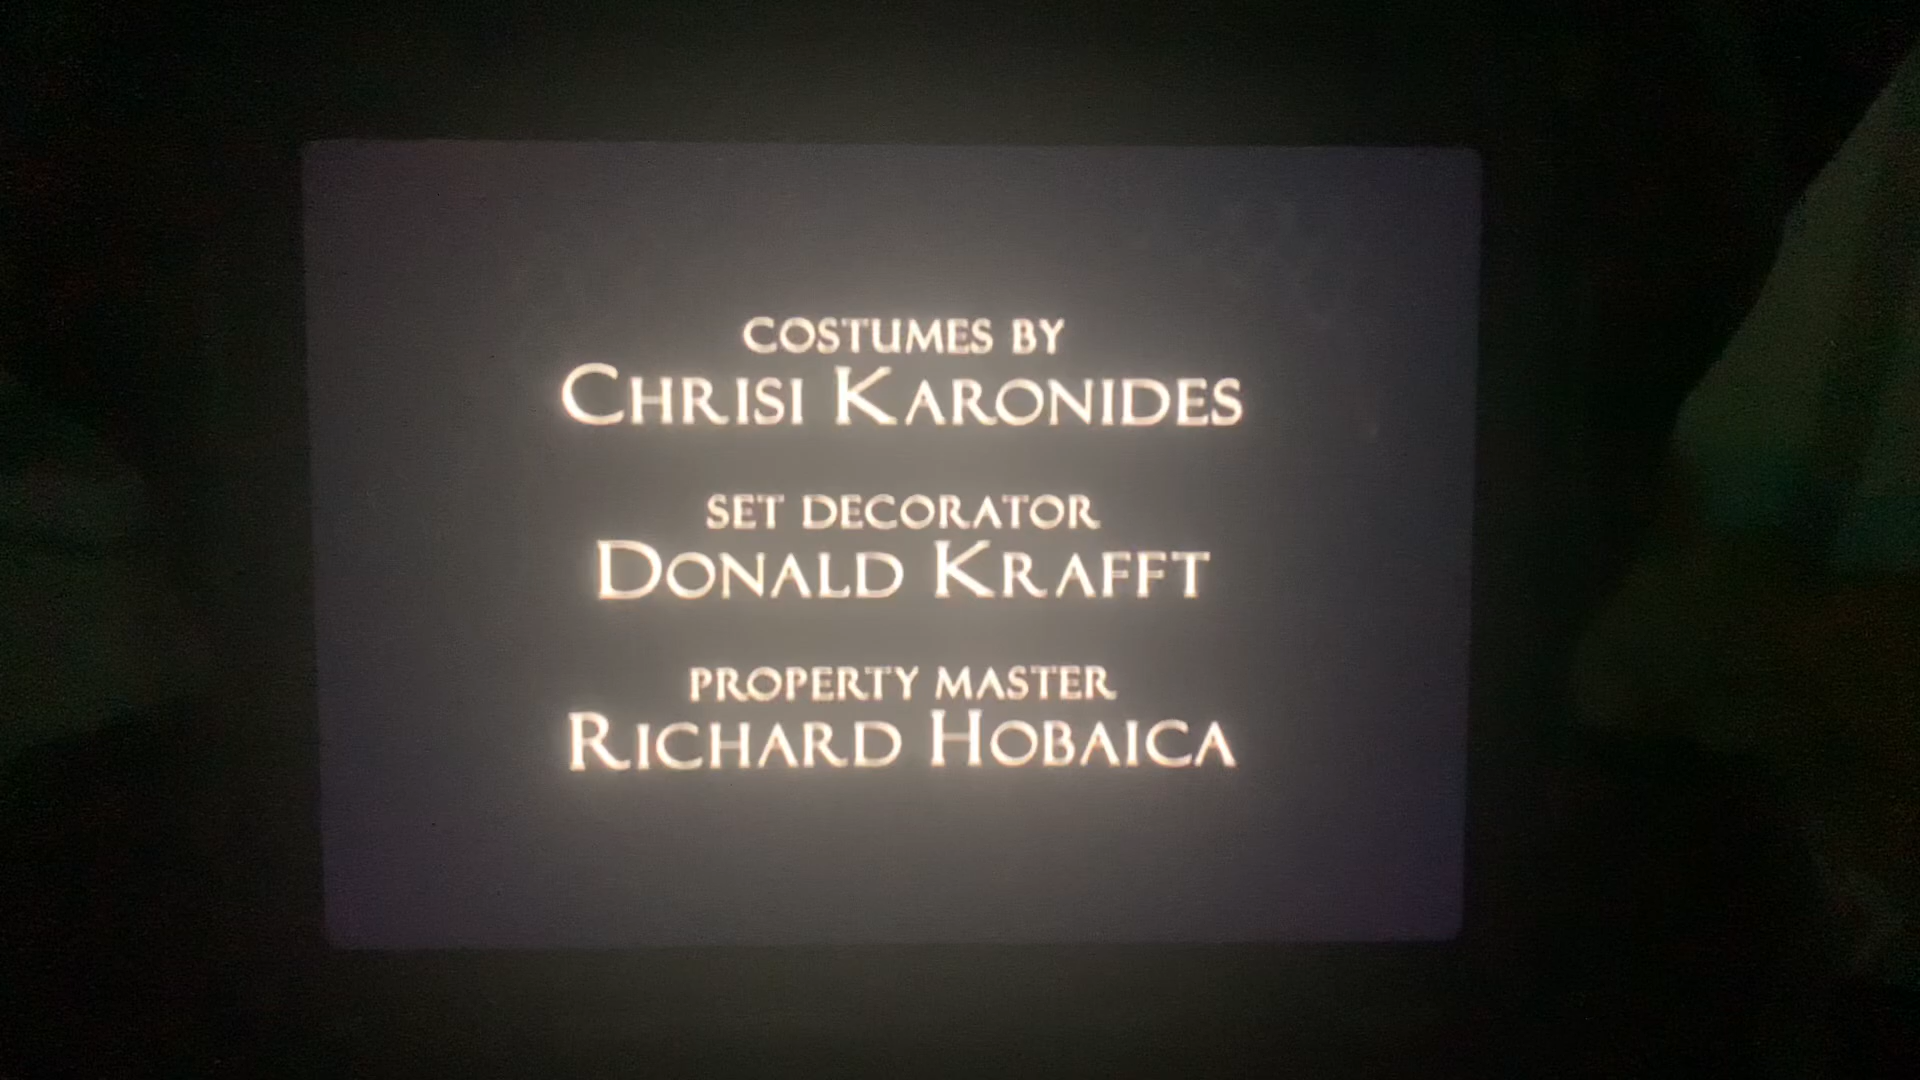 COSTUMES BY
CHRISI KARONIDES
SET DECORATOR
DONALD KRAFFT
PROPERTY MASTER
RICHARD HOBAICA